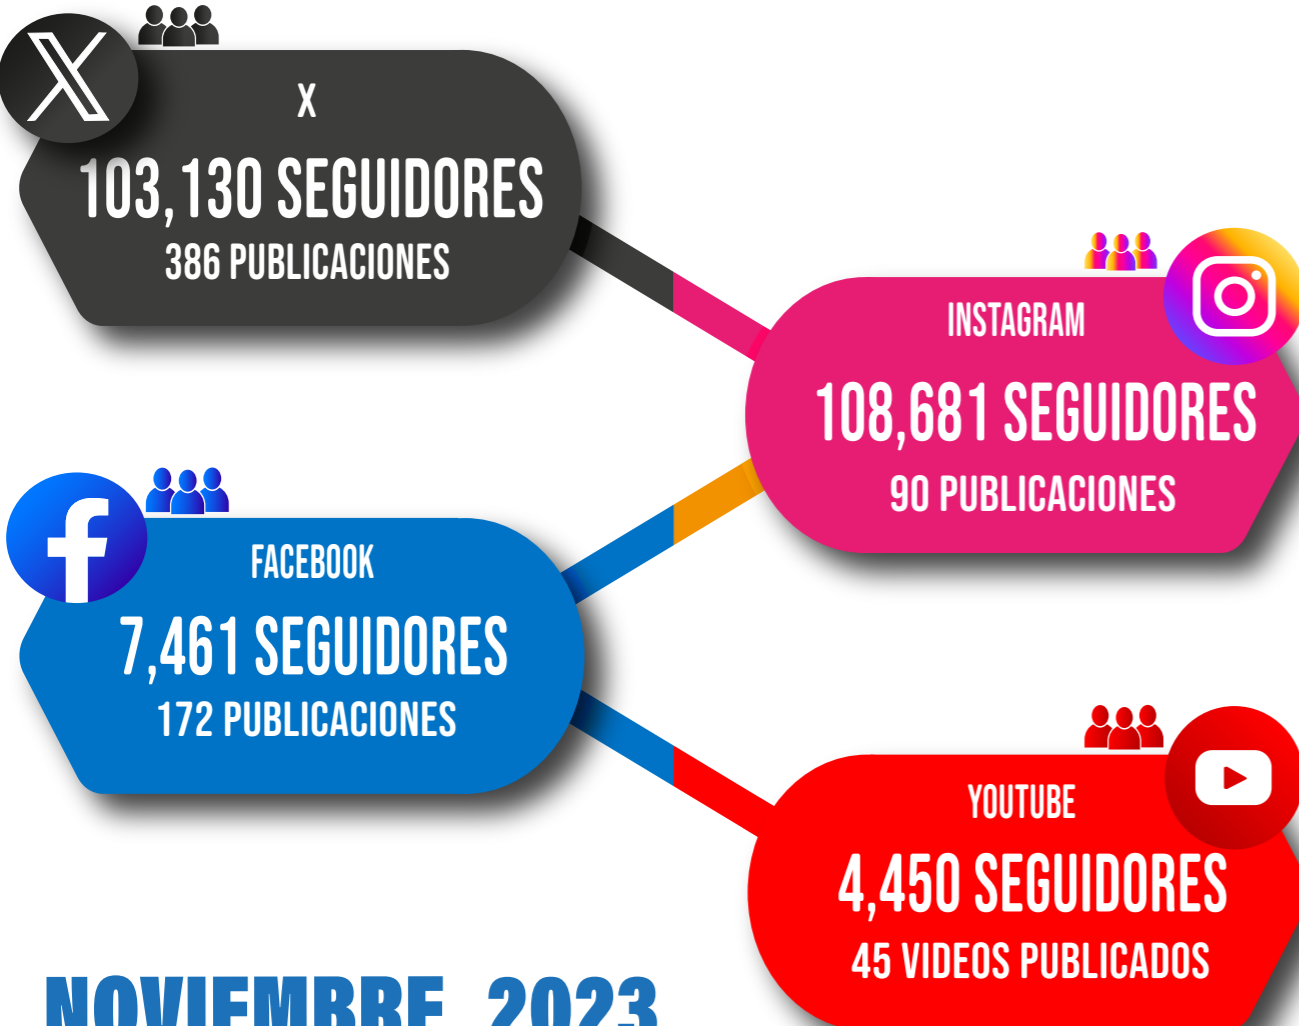 X
103,130 SEGUIDORES
386 PUBLICACIONES
INSTAGRAM
108,681 SEGUIDORES
90 PUBLICACIONES
FACEBOOK
7,461 SEGUIDORES
172 PUBLICACIONES
YOUTUBE
4,450 SEGUIDORES
45 VIDEOS PUBLICADOS
NOVIEMBRE 2023